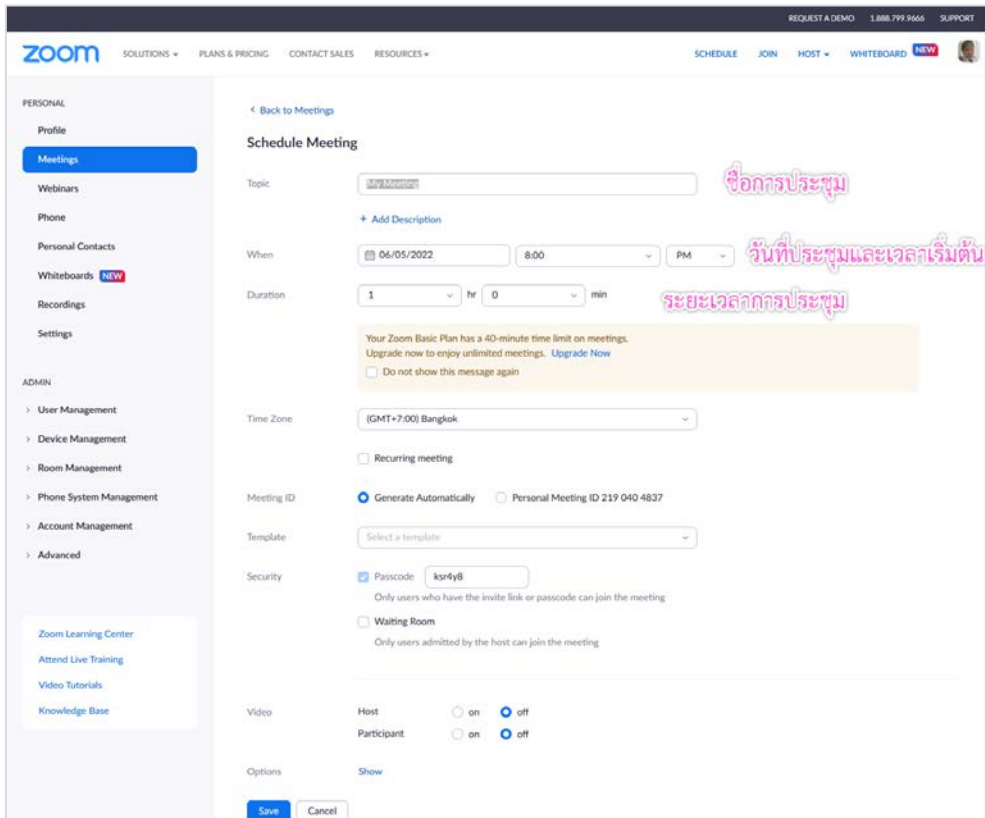 REQUEST A DEMO 1.888.799.9666 SUPPORT
zoom SOLUTIONS PLANS & PRICING CONTACT SALES RESOURCES SCHEDULE JOIN HOST WHITEBOARD NEW
PERSONAL
Profile
Meetings
Webinars
Phone
Personal Contacts
Whiteboards NEW
Recordings
Settings
ADMIN
User Management
Device Management
Room Management
Phone System Management
Account Management
Advanced
Zoom Learning Center
Attend Live Training
Video Tutorials
Knowledge Base
Back to Meetings
Schedule Meeting
Topic My Meeting ชื่อการประชุม
+ Add Description
When 06/05/2022 8:00 PM วันที่ประชุมและเวลาเริ่มต้น
Duration 1 hr 0 min ระยะเวลาการประชุม
Your Zoom Basic Plan has a 40-minute time limit on meetings.
Upgrade now to enjoy unlimited meetings. Upgrade Now
Do not show this message again
Time Zone (GMT+7:00) Bangkok
Recurring meeting
Meeting ID Generate Automatically Personal Meeting ID 219 040 4837
Template Select a template
Security Passcode ksr4y8
Only users who have the invite link or passcode can join the meeting
Waiting Room
Only users admitted by the host can join the meeting
Video Host on off
Participant on off
Options Show
Save Cancel